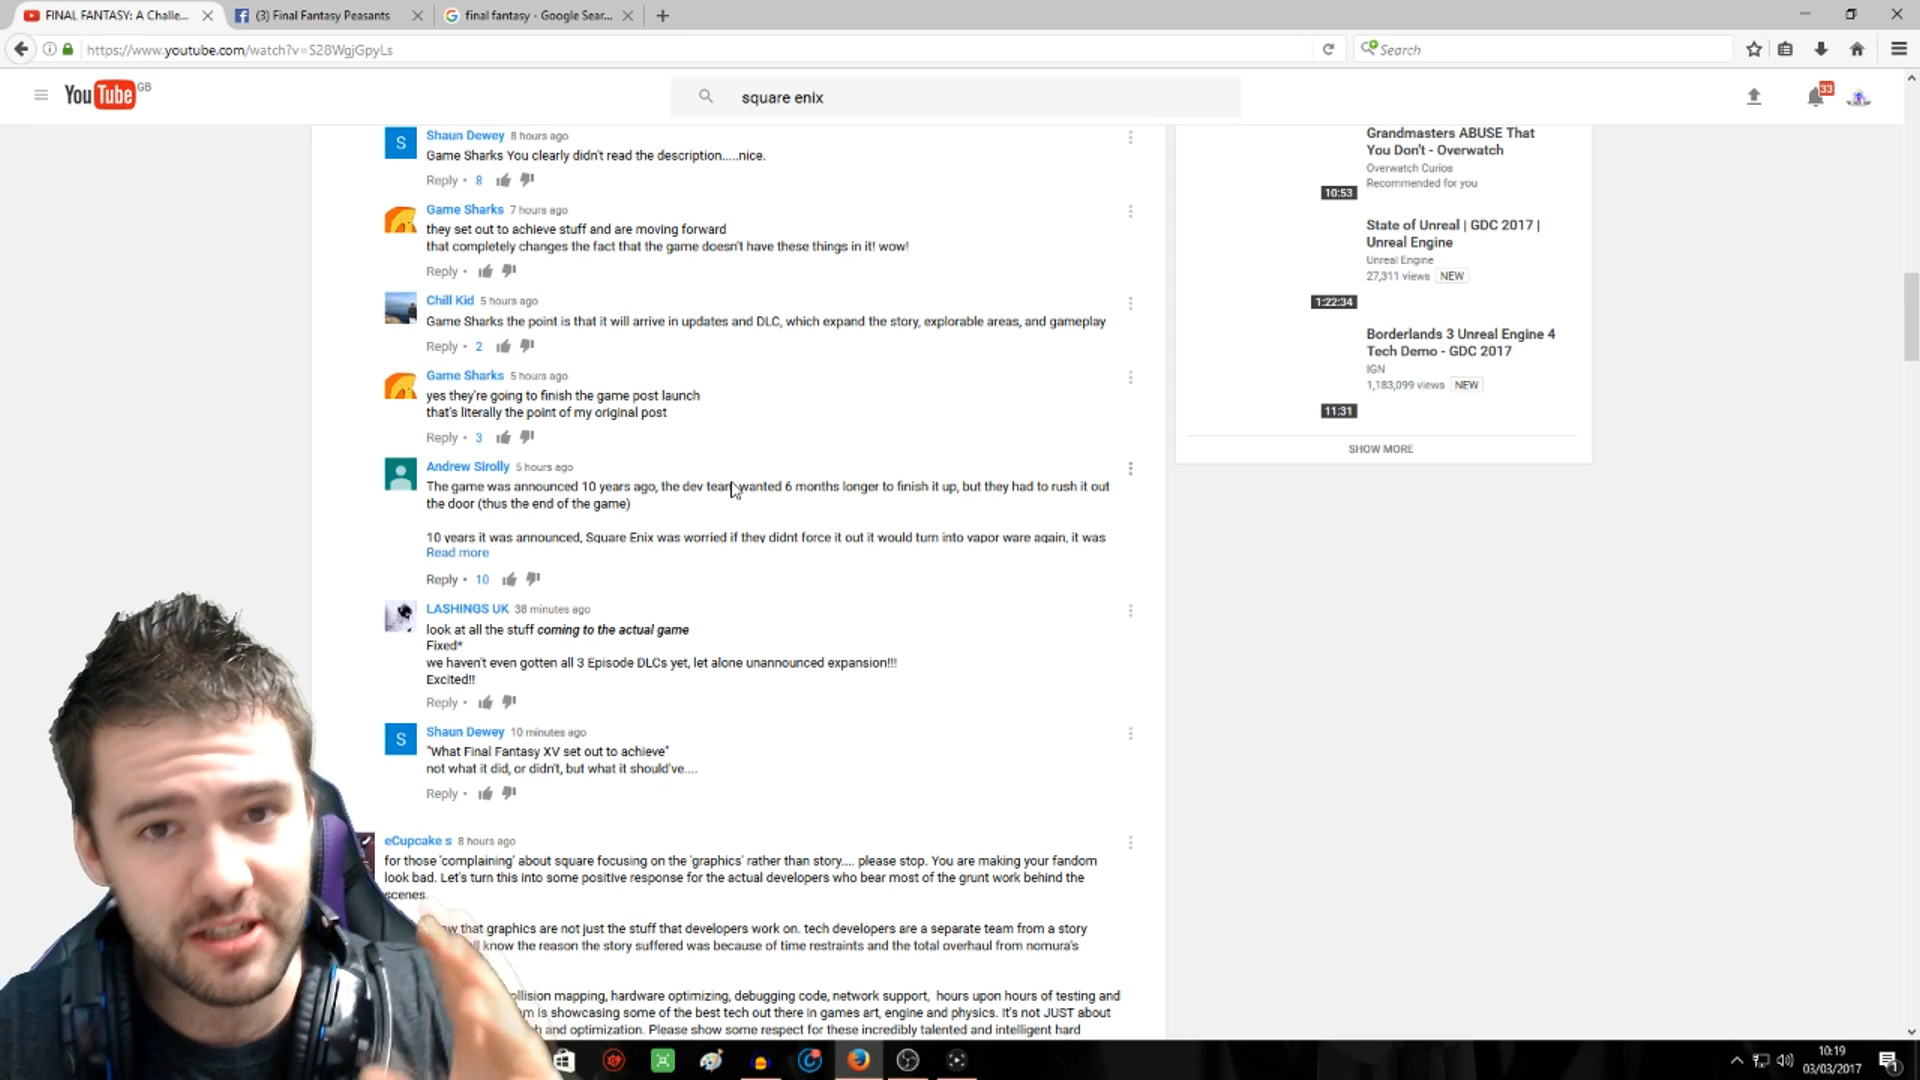 FINAL FANTASY: A Challe...
(3) Final Fantasy Peasants
final fantasy - Google Sear...
https://www.youtube.com/watch?v=S28WgjGpyLs
Search
YouTube GB
square enix
33
Shaun Dewey 8 hours ago
Game Sharks You clearly didn't read the description.....nice.
Reply • 8
Game Sharks 7 hours ago
they set out to achieve stuff and are moving forward
that completely changes the fact that the game doesn't have these things in it! wow!
Reply •
Chill Kid 5 hours ago
Game Sharks the point is that it will arrive in updates and DLC, which expand the story, explorable areas, and gameplay
Reply • 2
Game Sharks 5 hours ago
yes they're going to finish the game post launch
that's literally the point of my original post
Reply • 3
Andrew Sirolly 5 hours ago
The game was announced 10 years ago, the dev team wanted 6 months longer to finish it up, but they had to rush it out
the door (thus the end of the game)
10 years it was announced, Square Enix was worried if they didnt force it out it would turn into vapor ware again, it was
Read more
Reply • 10
LASHINGS UK 38 minutes ago
look at all the stuff coming to the actual game
Fixed*
we haven't even gotten all 3 Episode DLCs yet, let alone unannounced expansion!!!
Excited!!
Reply •
S
Shaun Dewey 10 minutes ago
"What Final Fantasy XV set out to achieve"
not what it did, or didn't, but what it should've....
Reply •
eCupcake s 8 hours ago
for those 'complaining' about square focusing on the 'graphics' rather than story.... please stop. You are making your fandom
look bad. Let's turn this into some positive response for the actual developers who bear most of the grunt work behind the
scenes.
that graphics are not just the stuff that developers work on. tech developers are a separate team from a story
know the reason the story suffered was because of time restraints and the total overhaul from nomura's
mapping, hardware optimizing, debugging code, network support, hours upon hours of testing and
is showcasing some of the best tech out there in games art, engine and physics. It's not JUST about
and optimization. Please show some respect for these incredibly talented and intelligent hard
Grandmasters ABUSE That
You Don't - Overwatch
Overwatch Curios
Recommended for you
10:53
State of Unreal | GDC 2017 |
Unreal Engine
Unreal Engine
27,311 views NEW
1:22:34
Borderlands 3 Unreal Engine 4
Tech Demo - GDC 2017
IGN
1,183,099 views NEW
11:31
SHOW MORE
10:19
03/03/2017
1